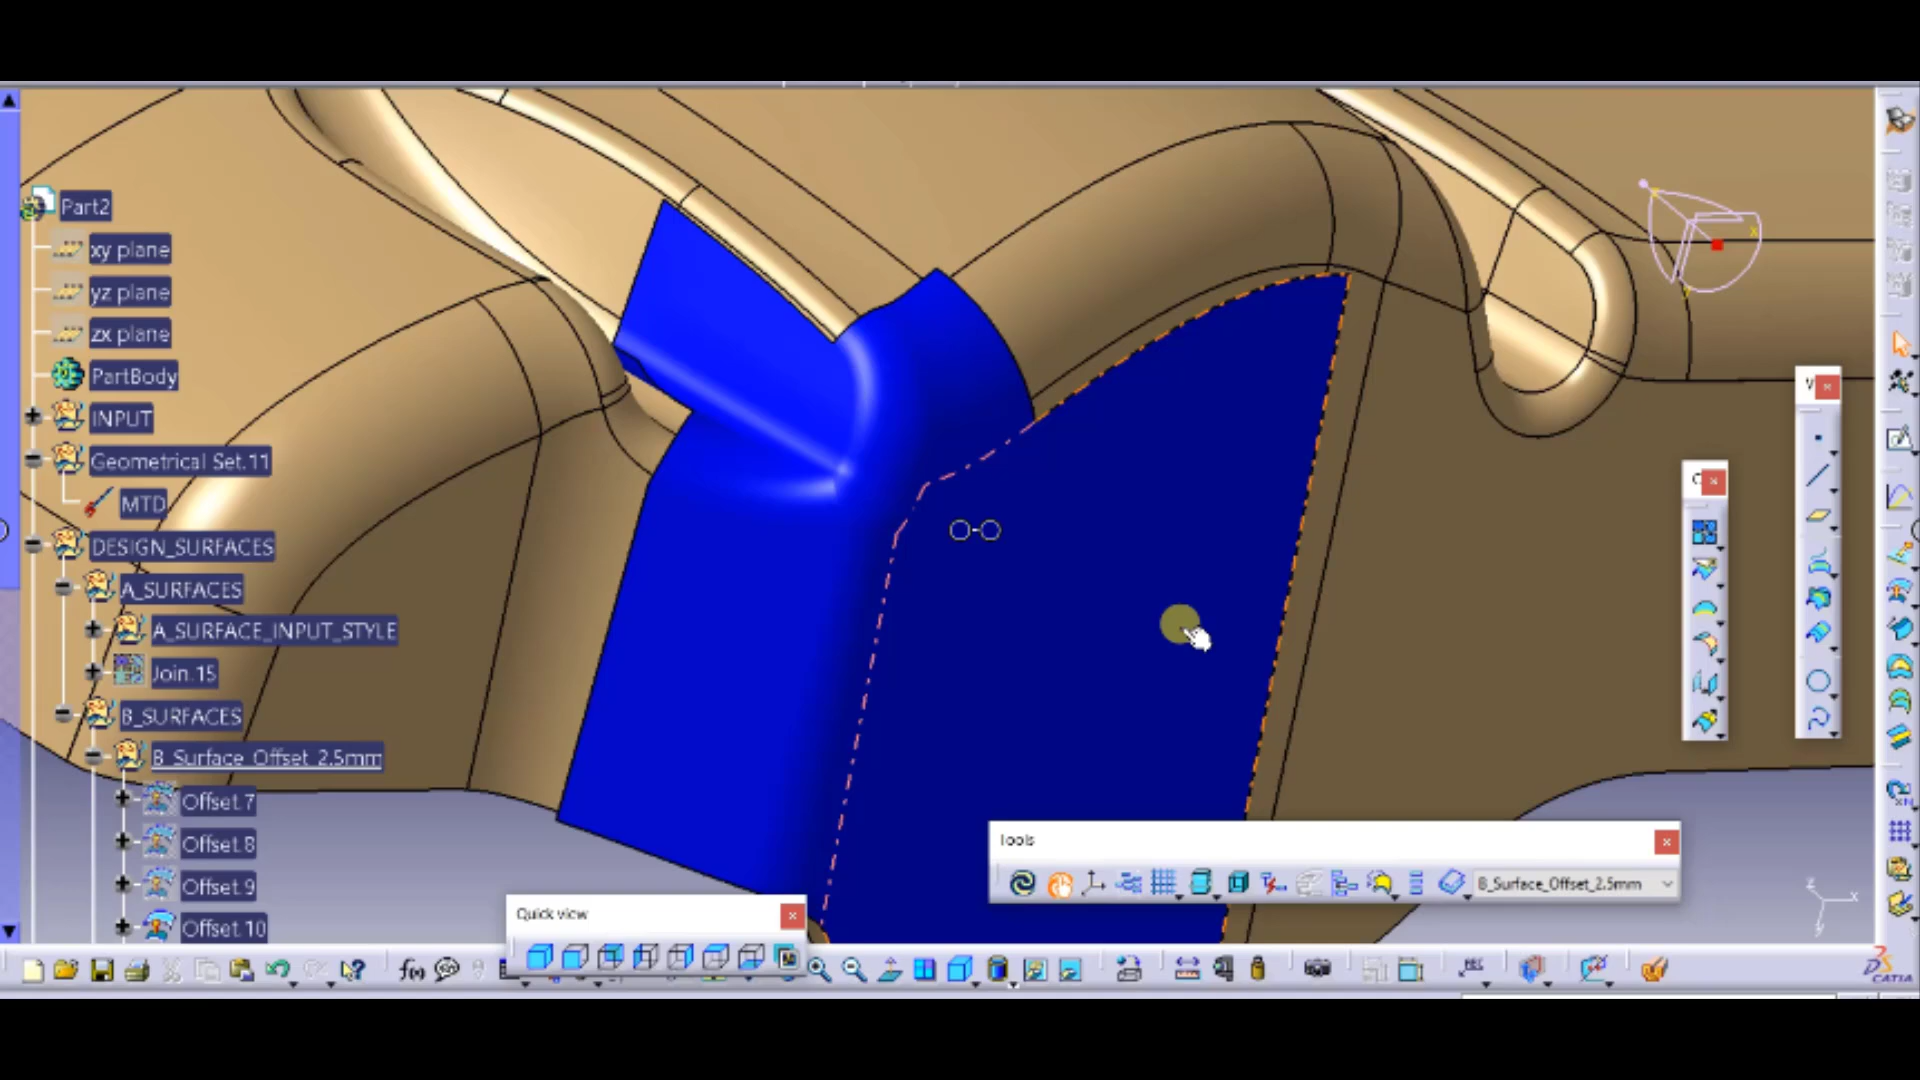 Part2
xy plane
yz plane
zx plane
PartBody
INPUT
Geometrical Set.11
MTD
DESIGN_SURFACES
A_SURFACES
A_SURFACE_INPUT_STYLE
Join.15
B_SURFACES
B_Surface_Offset_2.5mm
Offset.7
Offset.8
Offset.9
Offset.10
Quick view
Tools
B_Surface_Offset_2.5mm
f(x)
CATIA
x
z
x
y